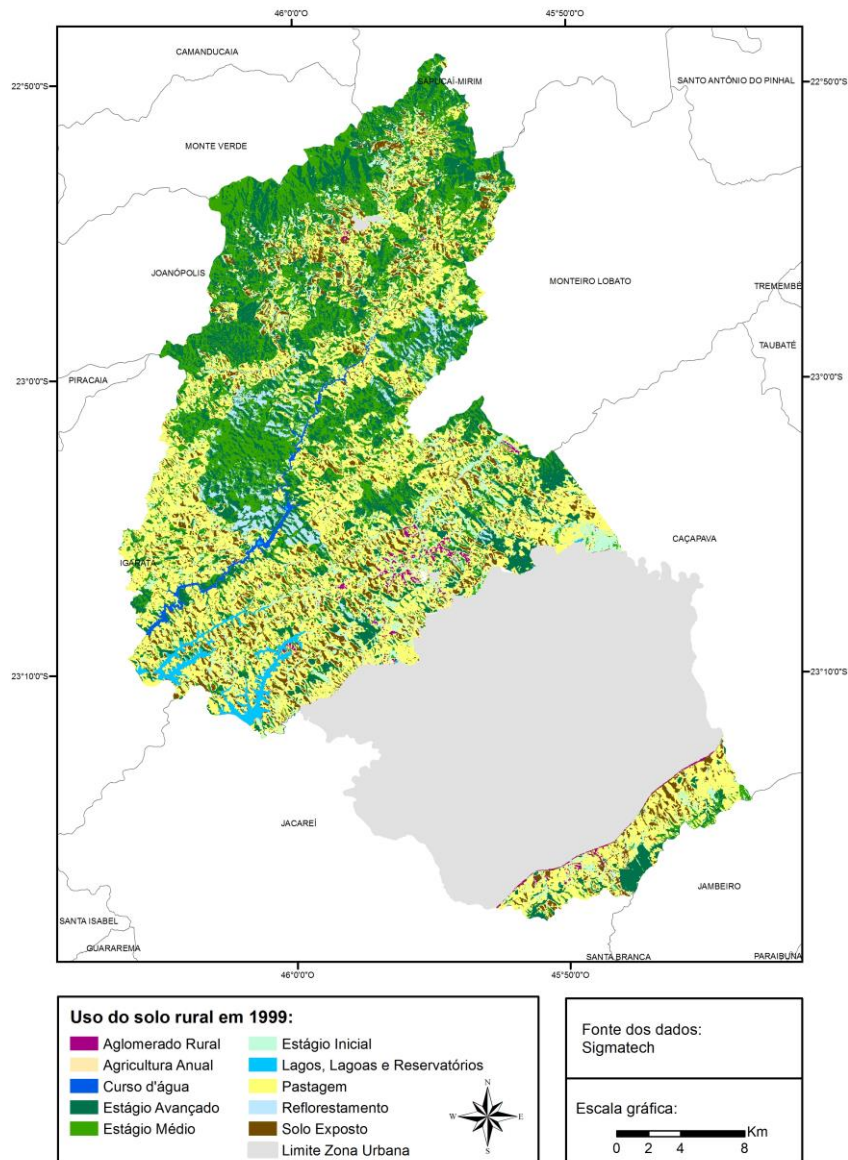 46°0'0"O 45°50'0"O
CAMANDUCAIA
SAPUCAÍ-MIRIM
SANTO ANTÔNIO DO PINHAL
22°50'0"S 22°50'0"S
MONTE VERDE
JOANÓPOLIS
MONTEIRO LOBATO
TREMEMBÉ
TAUBATÉ
PIRACAIA
23°0'0"S 23°0'0"S
CAÇAPAVA
IGARATÁ
23°10'0"S 23°10'0"S
JACAREÍ
JAMBEIRO
SANTA ISABEL
GUARAREMA
SANTA BRANCA
PARAIBUNA
46°0'0"O 45°50'0"O
Uso do solo rural em 1999:
Aglomerado Rural
Agricultura Anual
Curso d'água
Estágio Avançado
Estágio Médio
Estágio Inicial
Lagos, Lagoas e Reservatórios
Pastagem
Reflorestamento
Solo Exposto
Limite Zona Urbana
N
W E
S
Fonte dos dados:
Sigmatech
Escala gráfica:
Km
0 2 4 8